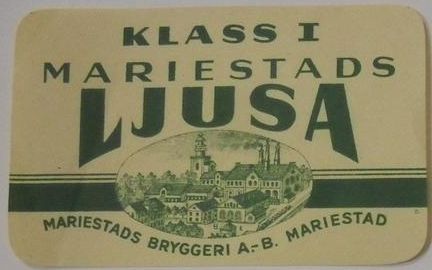 KLASS I
MARIESTADS
LJUSA
MARIESTADS BRYGGERI A.-B. MARIESTAD